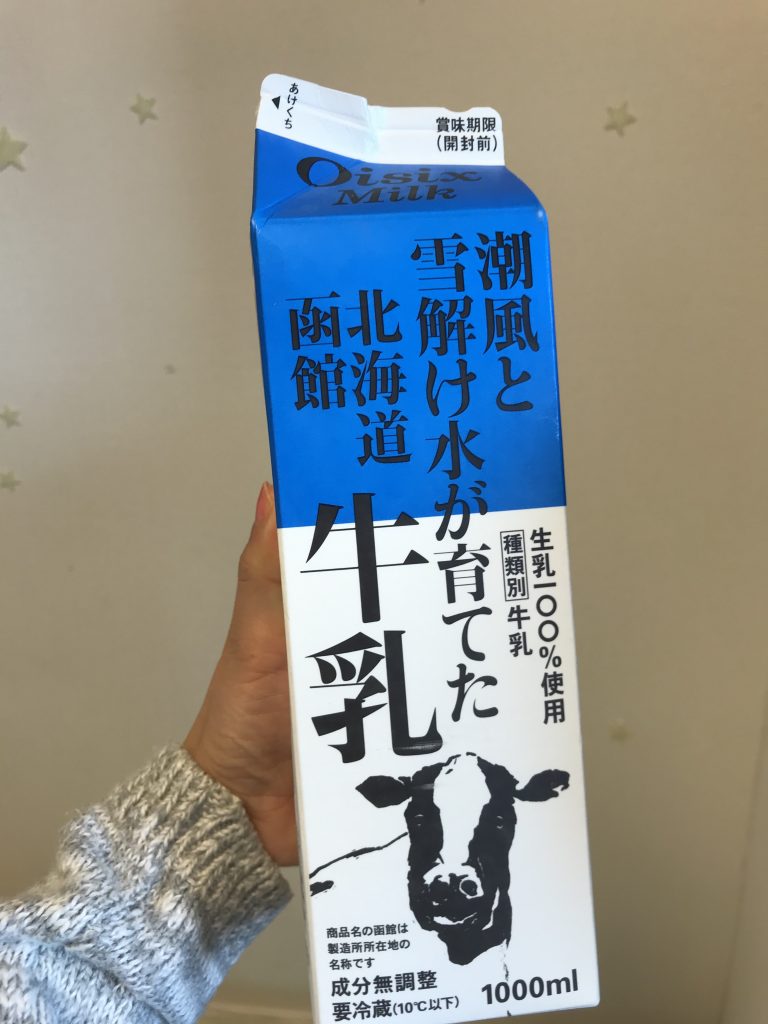 あけくち
賞味期限
(開封前)
Oisix
Milk
潮風と
雪解け水が育てた
北海道
函館
牛乳
生乳一〇〇%使用
種類別 牛乳
商品名の函館は
製造所所在地の
名称です
成分無調整
要冷蔵(10℃以下)
1000ml